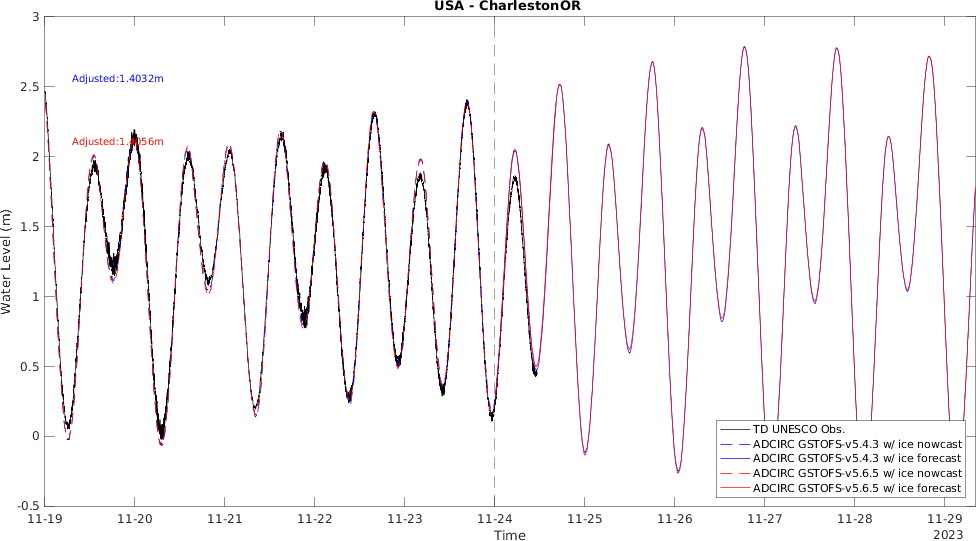 USA - CharlestonOR
3
2.5
2
1.5
1
0.5
0
-0.5
Water Level (m)
Adjusted:1.4032m
Adjusted:1.4056m
TD UNESCO Obs.
ADCIRC GSTOFS-v5.4.3 w/ ice nowcast
ADCIRC GSTOFS-v5.4.3 w/ ice forecast
ADCIRC GSTOFS-v5.6.5 w/ ice nowcast
ADCIRC GSTOFS-v5.6.5 w/ ice forecast
11-19 11-20 11-21 11-22 11-23 11-24 11-25 11-26 11-27 11-28 11-29
2023
Time